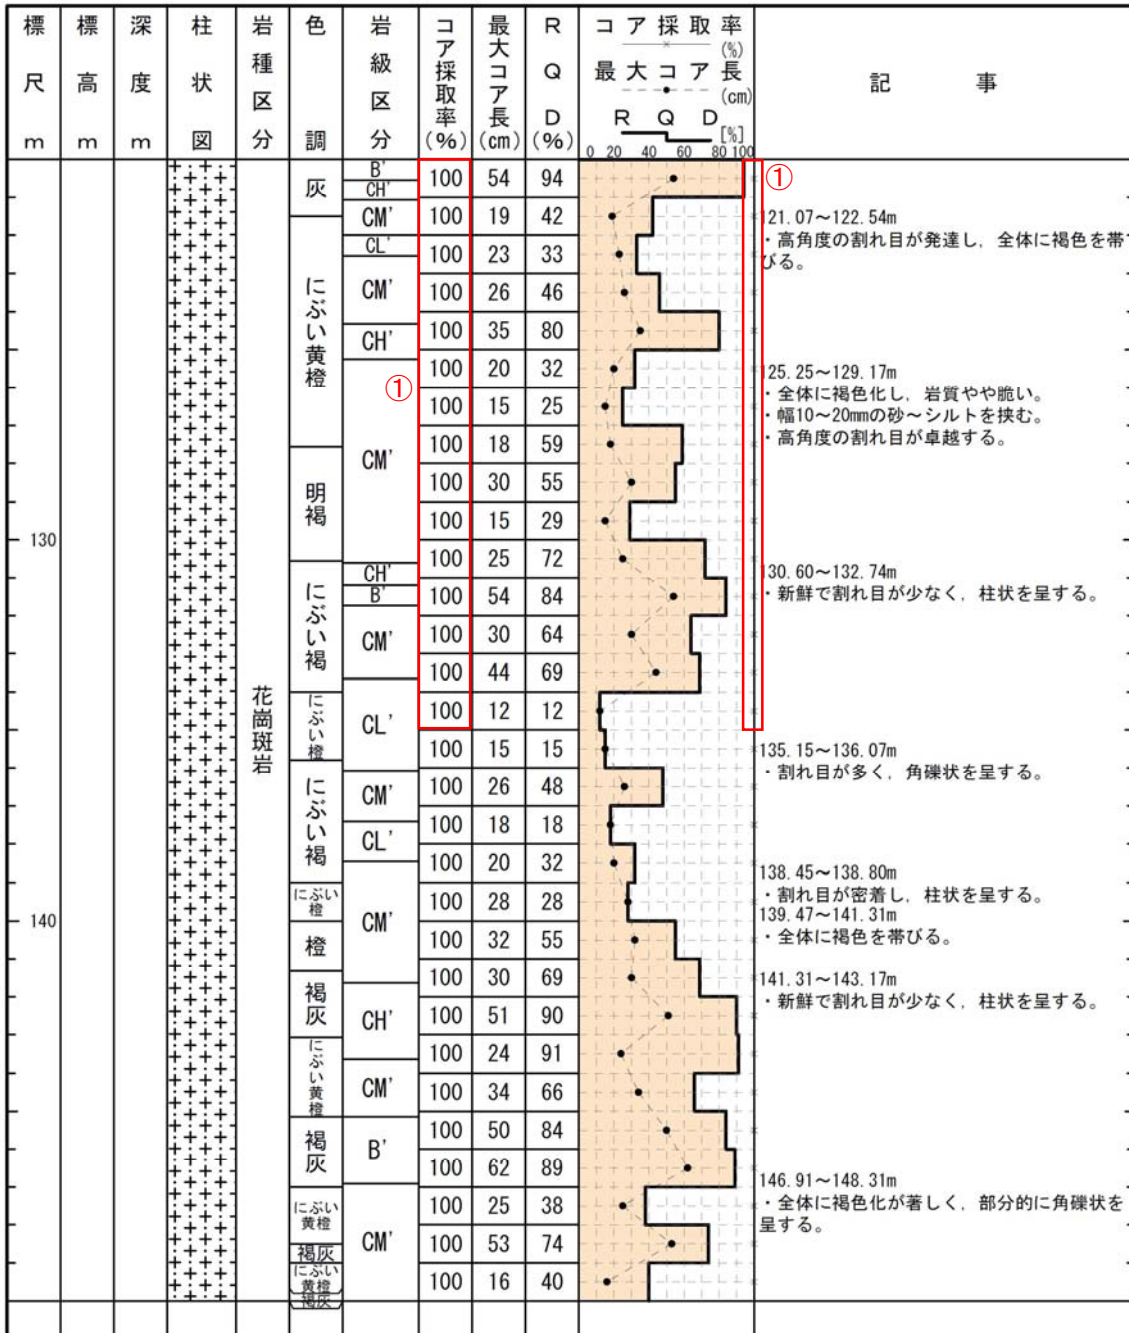 標尺 m
標高 m
深度 m
柱状図
岩種区分
色調
岩級区分
コア採取率(%)
最大コア長(cm)
RQD(%)
コア採取率(%)
最大コア長(cm)
RQD[%]
0 20 40 60 80 100
記事
130
140
花崗斑岩
灰
にぶい黄橙
明褐
にぶい褐
にぶい橙
にぶい褐
にぶい橙
橙
褐灰
にぶい黄橙
褐灰
にぶい黄橙
褐灰
にぶい黄橙
褐灰
B'
CH'
CM'
CL'
CM'
CH'
CM'
CH'
B'
CM'
CL'
CM'
CL'
CM'
CH'
CM'
B'
CM'
①
①
100 54 94
100 19 42
100 23 33
100 26 46
100 35 80
100 20 32
100 15 25
100 18 59
100 30 55
100 15 29
100 25 72
100 54 84
100 30 64
100 44 69
100 12 12
100 15 15
100 26 48
100 18 18
100 20 32
100 28 28
100 32 55
100 30 69
100 51 90
100 24 91
100 34 66
100 50 84
100 62 89
100 25 38
100 53 74
100 16 40
121.07～122.54m
・高角度の割れ目が発達し，全体に褐色を帯
びる。
125.25～129.17m
・全体に褐色化し，岩質やや脆い。
・幅10～20mmの砂～シルトを挟む。
・高角度の割れ目が卓越する。
130.60～132.74m
・新鮮で割れ目が少なく，柱状を呈する。
135.15～136.07m
・割れ目が多く，角礫状を呈する。
138.45～138.80m
・割れ目が密着し，柱状を呈する。
139.47～141.31m
・全体に褐色を帯びる。
141.31～143.17m
・新鮮で割れ目が少なく，柱状を呈する。
146.91～148.31m
・全体に褐色化が著しく，部分的に角礫状を
呈する。